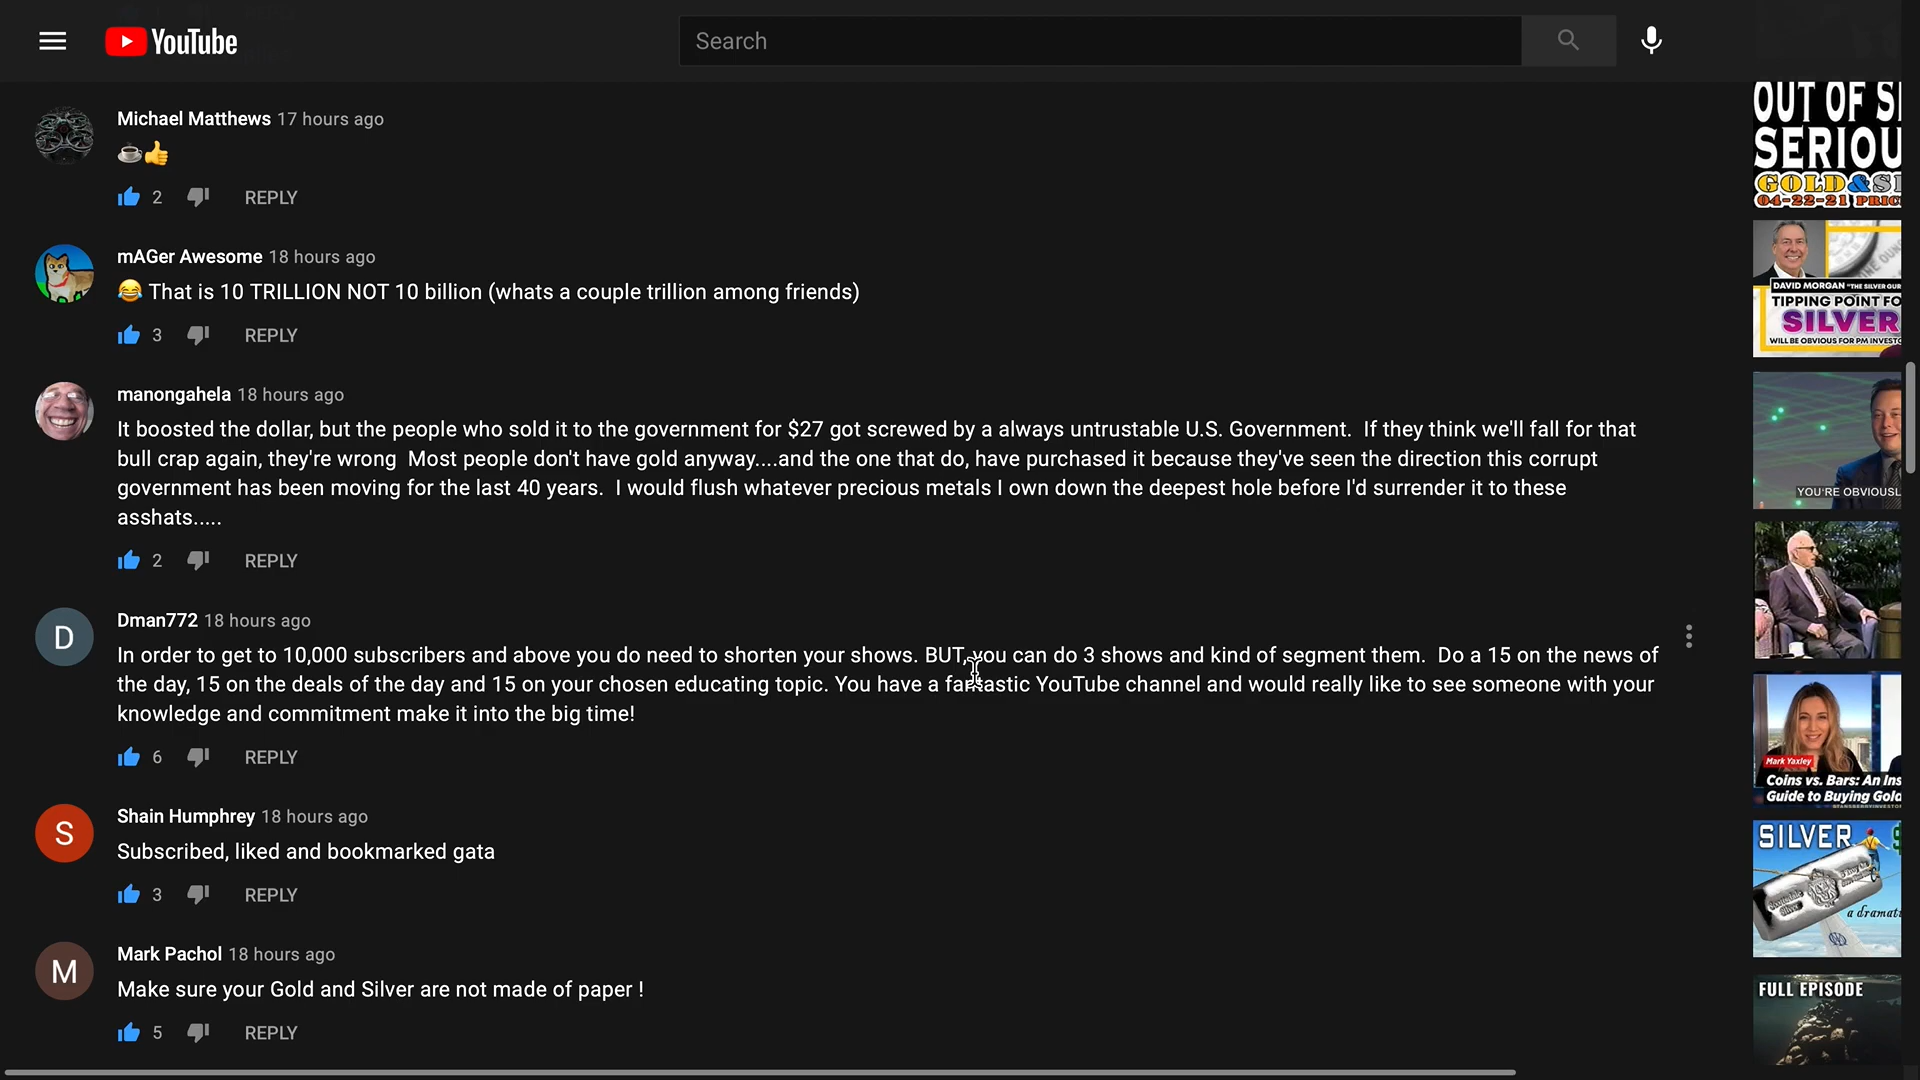 YouTube
Search
Michael Matthews 17 hours ago
☕👍
2 REPLY
mAGer Awesome 18 hours ago
😂 That is 10 TRILLION NOT 10 billion (whats a couple trillion among friends)
3 REPLY
manongahela 18 hours ago
It boosted the dollar, but the people who sold it to the government for $27 got screwed by a always untrustable U.S. Government.  If they think we'll fall for that
bull crap again, they're wrong  Most people don't have gold anyway....and the one that do, have purchased it because they've seen the direction this corrupt
government has been moving for the last 40 years.  I would flush whatever precious metals I own down the deepest hole before I'd surrender it to these
asshats.....
2 REPLY
D
Dman772 18 hours ago
In order to get to 10,000 subscribers and above you do need to shorten your shows. BUT, you can do 3 shows and kind of segment them.  Do a 15 on the news of
the day, 15 on the deals of the day and 15 on your chosen educating topic. You have a fantastic YouTube channel and would really like to see someone with your
knowledge and commitment make it into the big time!
6 REPLY
S
Shain Humphrey 18 hours ago
Subscribed, liked and bookmarked gata
3 REPLY
M
Mark Pachol 18 hours ago
Make sure your Gold and Silver are not made of paper !
5 REPLY
OUT OF S
SERIOU
GOLD&SI
04-22-21 PRIC
DAVID MORGAN "THE SILVER GUR
TIPPING POINT FO
SILVER
WILL BE OBVIOUS FOR PM INVESTO
YOU'RE OBVIOUSL
Mark Yaxley
Coins vs. Bars: An Ins
Guide to Buying Gold
SILVER $
a dramati
FULL EPISODE